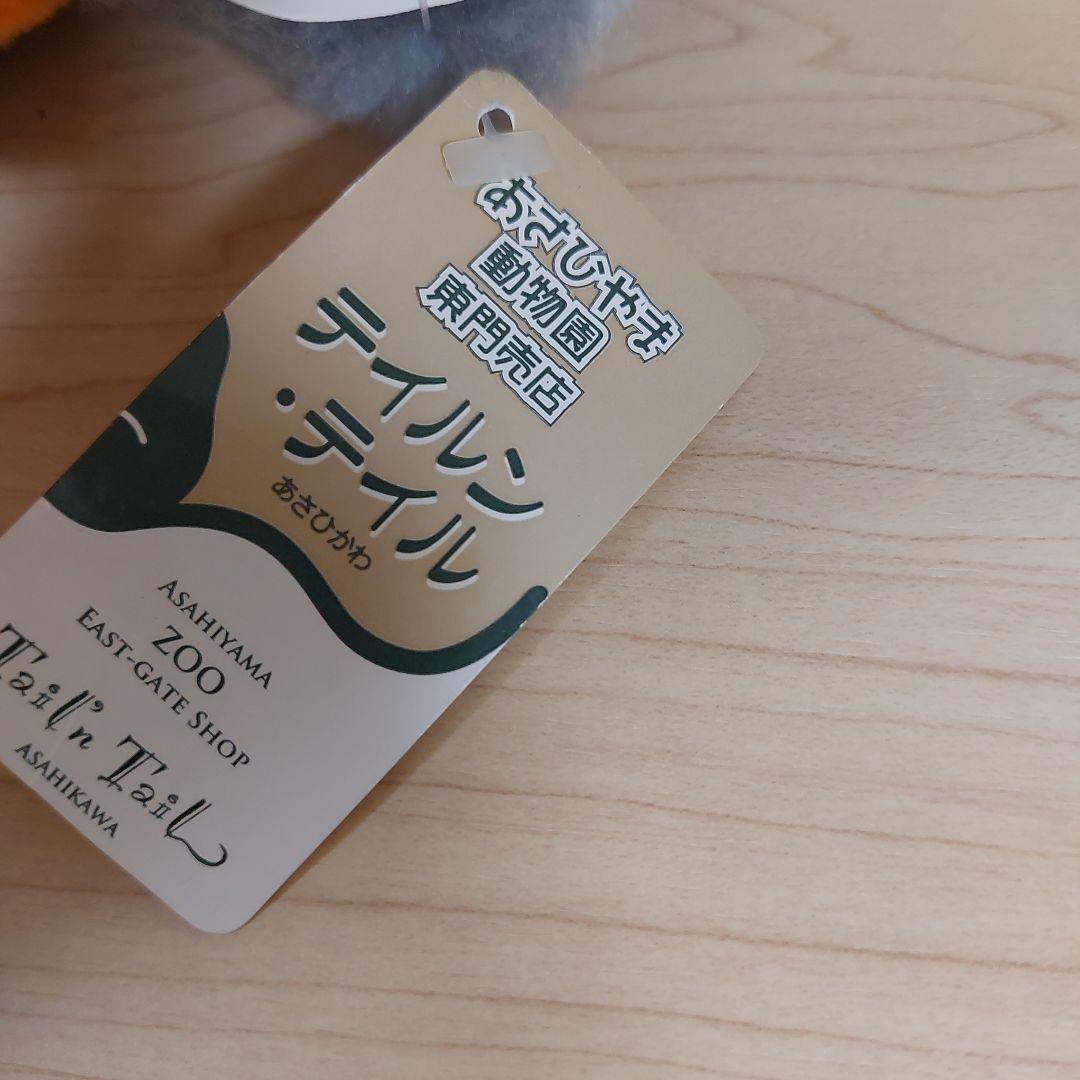 あさひやま
動物園
東門売店
テイルン
・テイル
あさひかわ
ASAHIYAMA
ZOO
EAST-GATE SHOP
Tail'n Tail
ASAHIKAWA